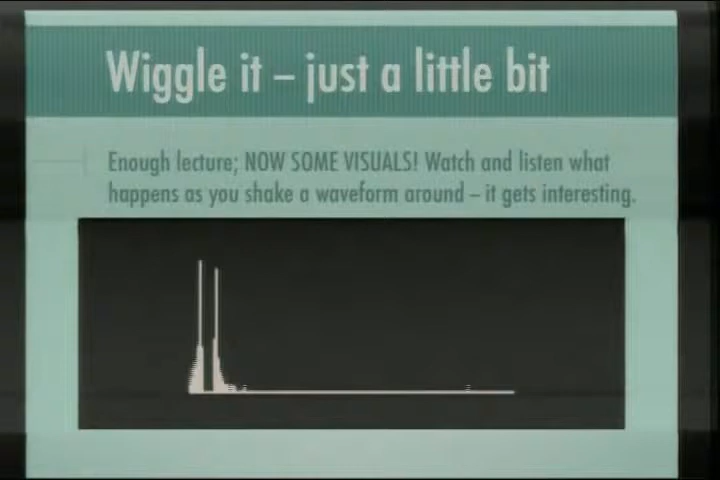 Wiggle it – just a little bit
Enough lecture; NOW SOME VISUALS! Watch and listen what
happens as you shake a waveform around – it gets interesting.